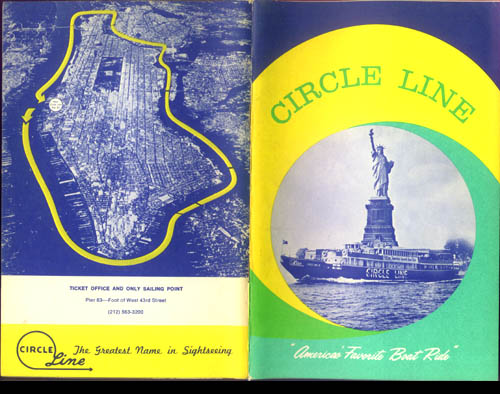 TICKET OFFICE AND ONLY SAILING POINT
Pier 83—Foot of West 43rd Street
(212) 563-3200
CIRCLE
Line
The Greatest Name in Sightseeing
CIRCLE LINE
CIRCLE LINE
"America's Favorite Boat Ride"